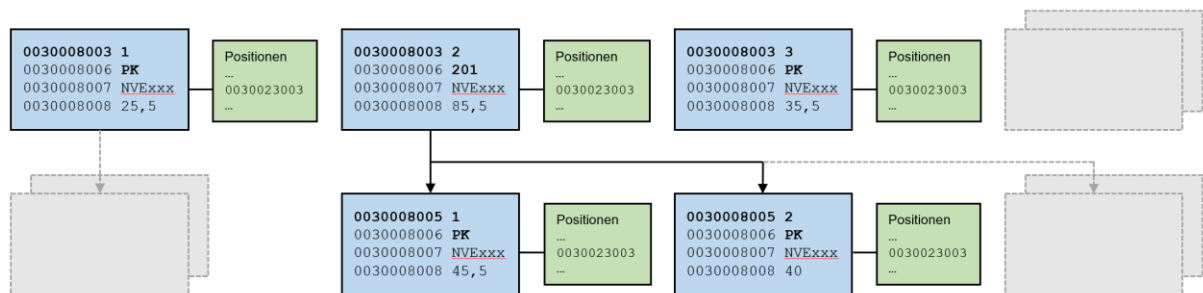 0030008003 1
0030008006 PK
0030008007 NVExxx
0030008008 25,5
Positionen
...
0030023003
...
0030008003 2
0030008006 201
0030008007 NVExxx
0030008008 85,5
Positionen
...
0030023003
...
0030008003 3
0030008006 PK
0030008007 NVExxx
0030008008 35,5
Positionen
...
0030023003
...
0030008005 1
0030008006 PK
0030008007 NVExxx
0030008008 45,5
Positionen
...
0030023003
...
0030008005 2
0030008006 PK
0030008007 NVExxx
0030008008 40
Positionen
...
0030023003
...